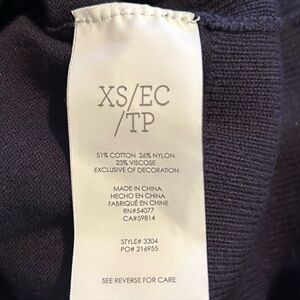 XS/EC
/TP
51% COTTON 26% NYLON
23% VISCOSE
EXCLUSIVE OF DECORATION
MADE IN CHINA
HECHO EN CHINA
FABRIQUÉ EN CHINE
RN#54077
CA#59814
STYLE# 3304
PO# 216955
SEE REVERSE FOR CARE